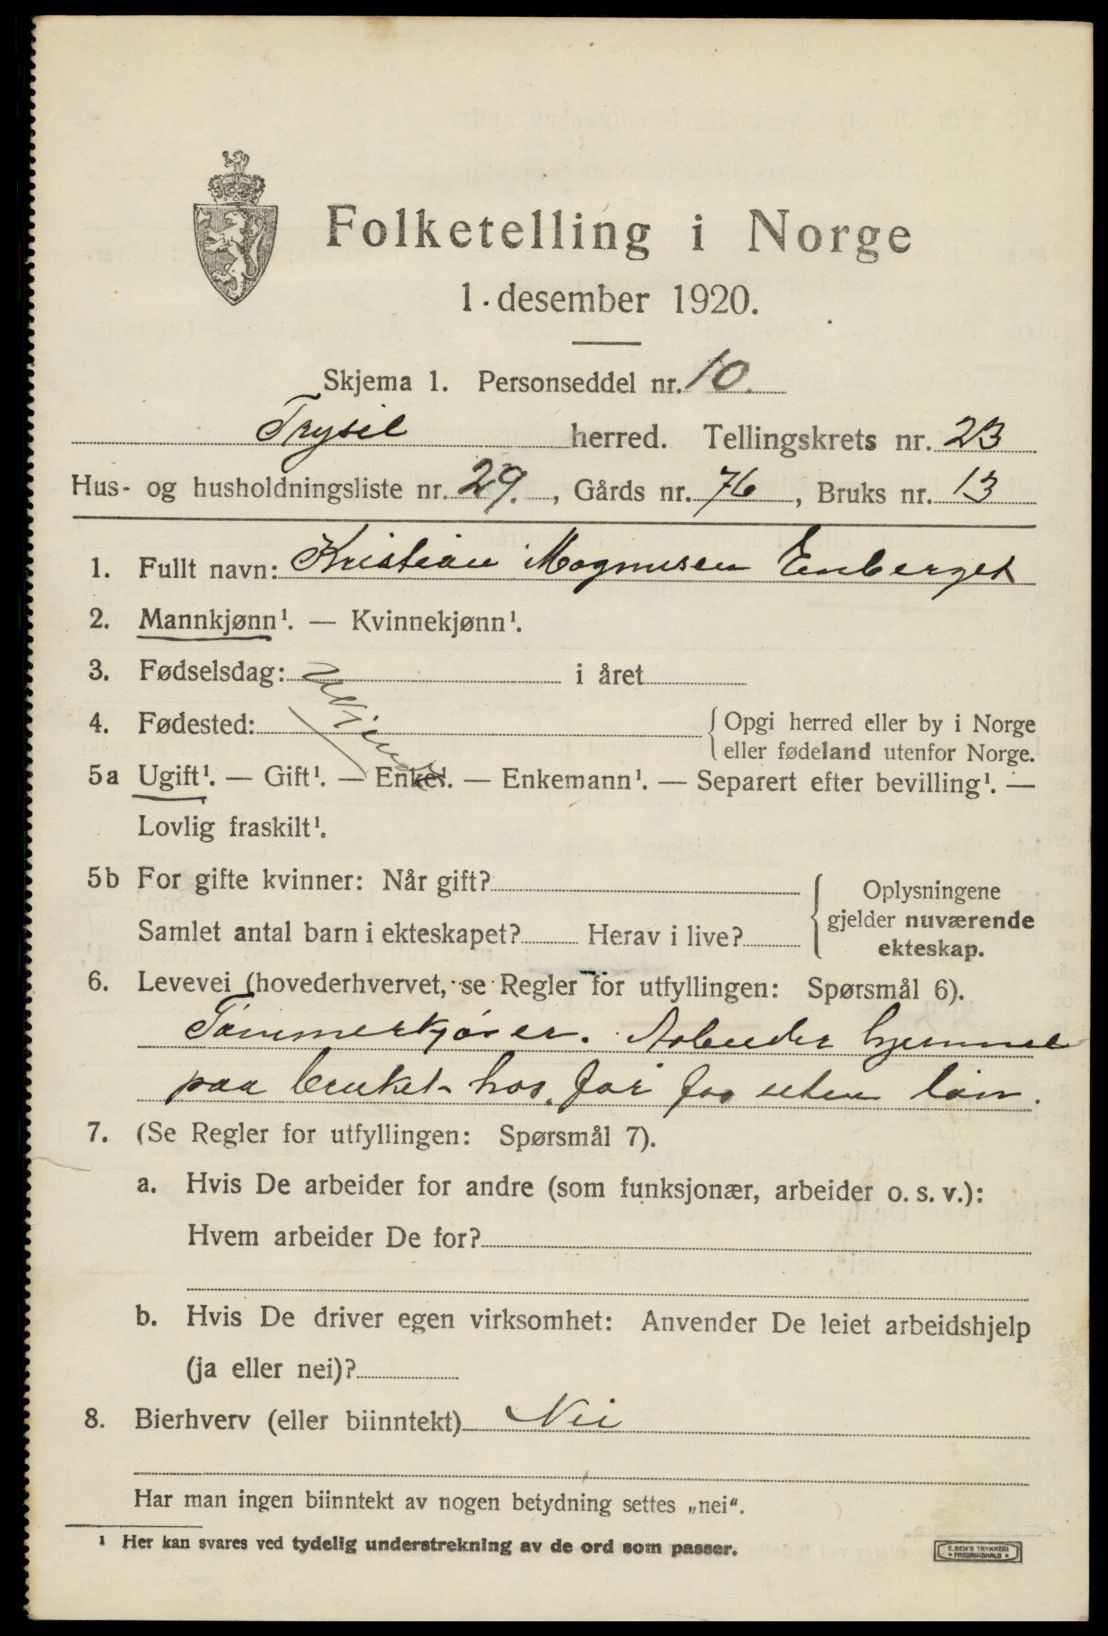 Folketelling i Norge
1. desember 1920.
Skjema 1. Personseddel nr. 10.
Trysil herred. Tellingskrets nr. 23
Hus- og husholdningsliste nr. 29. , Gårds nr. 76 , Bruks nr. 13
1. Fullt navn: Kristian Magnusen Enberget
2. Mannkjønn¹. — Kvinnekjønn¹.
3. Fødselsdag: i året
Ukjent
4. Fødested: { Opgi herred eller by i Norge
eller fødeland utenfor Norge.
5a Ugift¹. — Gift¹. — Enke¹. — Enkemann¹. — Separert efter bevilling¹. —
Lovlig fraskilt¹.
5b For gifte kvinner: Når gift? { Oplysningene
gjelder nuværende
Samlet antal barn i ekteskapet? Herav i live?
ekteskap.
6. Levevei (hovederhvervet, se Regler for utfyllingen: Spørsmål 6).
Tømmerkjører. Arbeider hjemme
paa bruket hos far uten løn.
7. (Se Regler for utfyllingen: Spørsmål 7).
a. Hvis De arbeider for andre (som funksjonær, arbeider o. s. v.):
Hvem arbeider De for?
b. Hvis De driver egen virksomhet: Anvender De leiet arbeidshjelp
(ja eller nei)?
8. Bierhverv (eller biinntekt) Nei
Har man ingen biinntekt av nogen betydning settes „nei“.
¹ Her kan svares ved tydelig understrekning av de ord som passer.
E. SEM'S TRYKKERI
* FREDRIKSHALD *